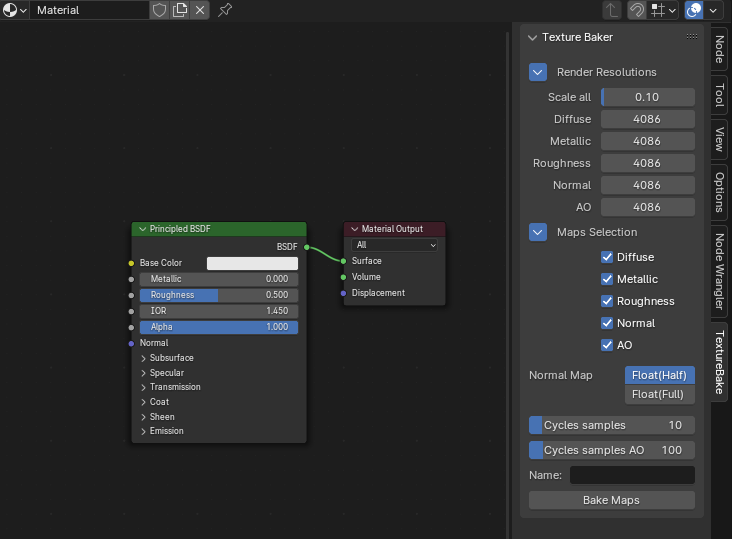 Material
Principled BSDF
BSDF
Base Color
Metallic 0.000
Roughness 0.500
IOR 1.450
Alpha 1.000
Normal
Subsurface
Specular
Transmission
Coat
Sheen
Emission
Material Output
All
Surface
Volume
Displacement
Texture Baker
Render Resolutions
Scale all 0.10
Diffuse 4086
Metallic 4086
Roughness 4086
Normal 4086
AO 4086
Maps Selection
Diffuse
Metallic
Roughness
Normal
AO
Normal Map Float(Half)
Float(Full)
Cycles samples 10
Cycles samples AO 100
Name:
Bake Maps
Node
Tool
View
Options
Node Wrangler
TextureBake